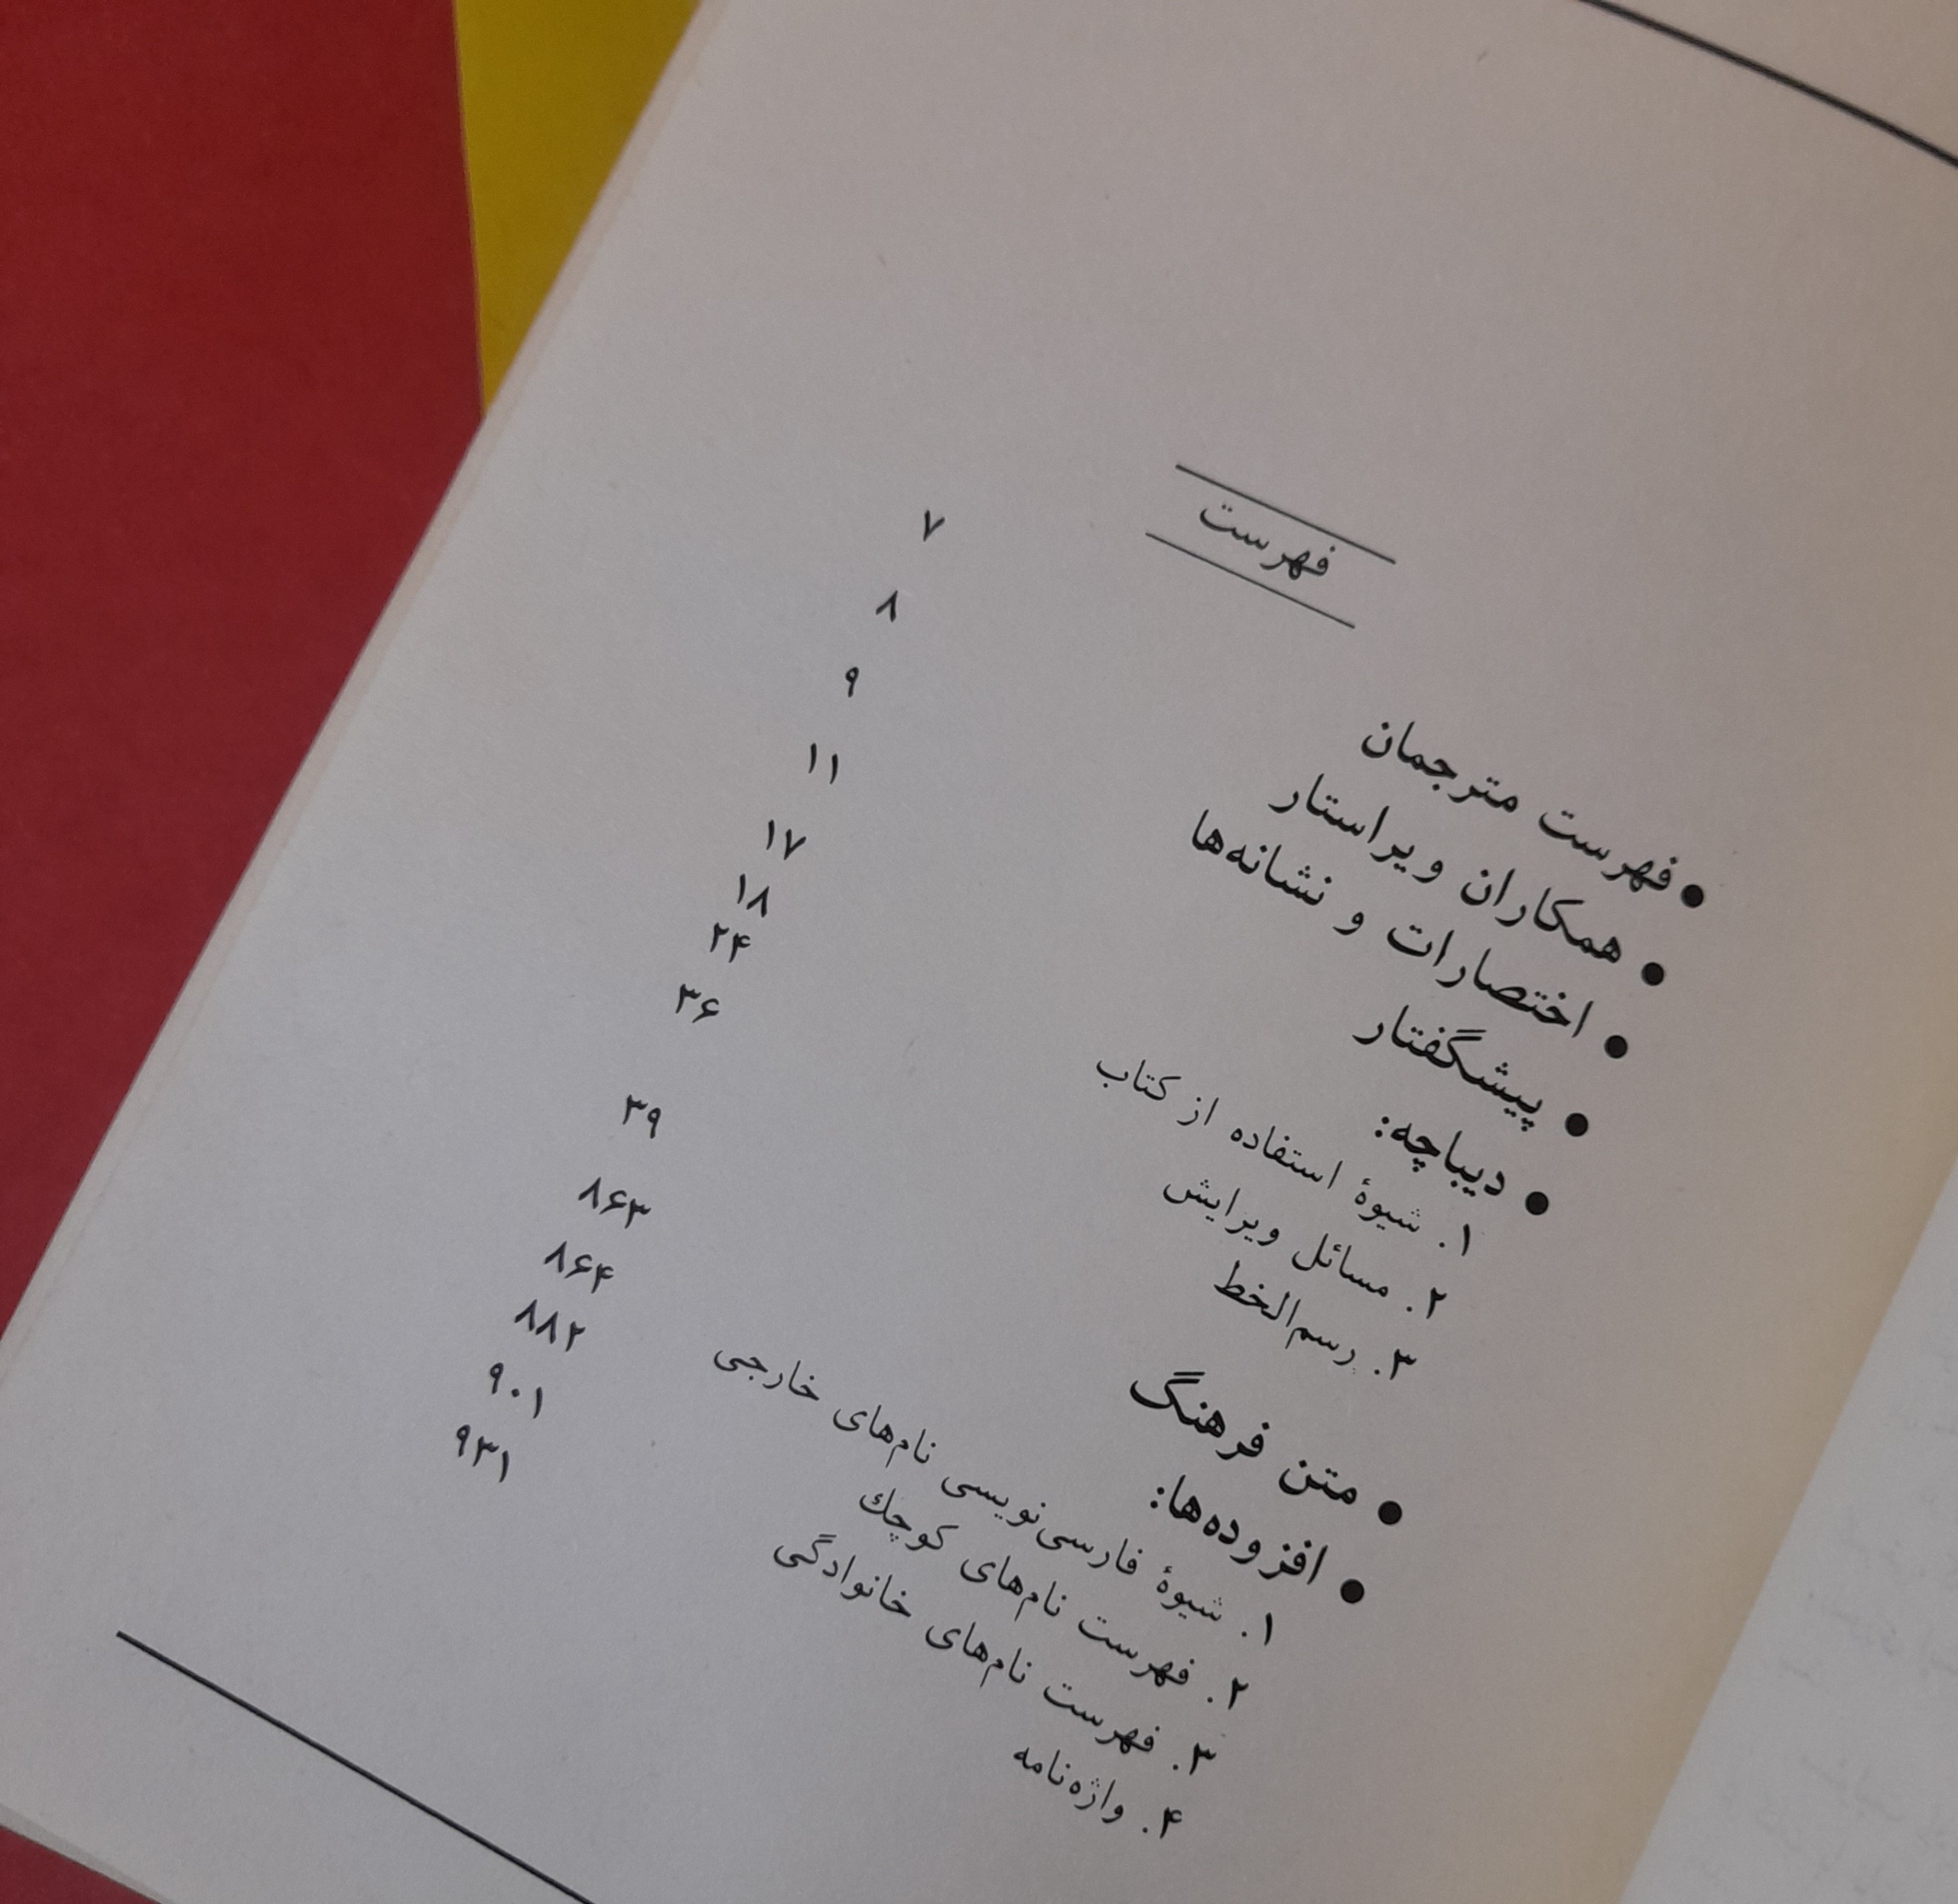 فهرست
• فهرست مترجمان ۷
• همکاران ویراستار ۸
• اختصارات و نشانه‌ها ۹
• پیشگفتار ۱۱
• دیباچه: ۱۷
۱. شیوهٔ استفاده از کتاب ۱۸
۲. مسائل ویرایش ۲۴
۳. رسم‌الخط ۳۶
• متن فرهنگ ۳۹
• افزوده‌ها: ۸۶۳
۱. شیوهٔ فارسی‌نویسی نام‌های خارجی ۸۶۴
۲. فهرست نام‌های کوچك ۸۸۲
۳. فهرست نام‌های خانوادگی ۹۰۱
۴. واژه‌نامه ۹۳۱